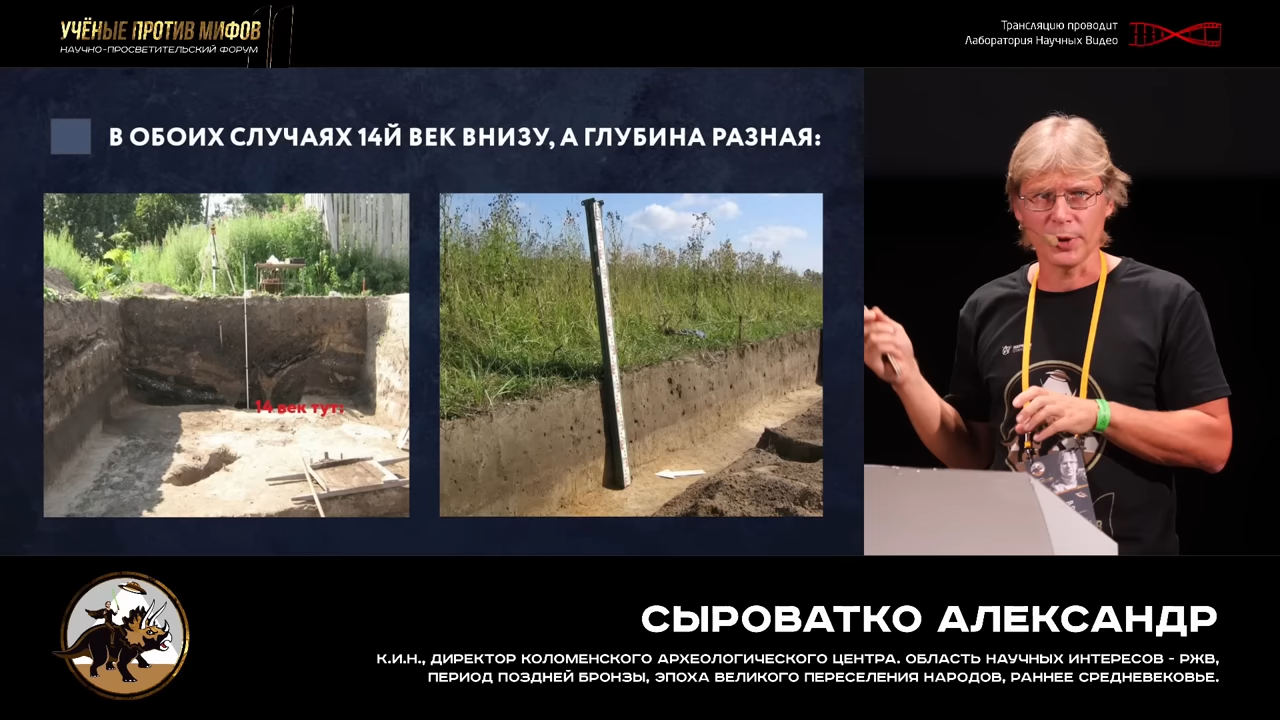 УЧЁНЫЕ ПРОТИВ МИФОВ 11
НАУЧНО-ПРОСВЕТИТЕЛЬСКИЙ ФОРУМ
Трансляцию проводит
Лаборатория Научных Видео
В ОБОИХ СЛУЧАЯХ 14Й ВЕК ВНИЗУ, А ГЛУБИНА РАЗНАЯ:
14 век тут:
СЫРОВАТКО АЛЕКСАНДР
К.И.Н., ДИРЕКТОР КОЛОМЕНСКОГО АРХЕОЛОГИЧЕСКОГО ЦЕНТРА. ОБЛАСТЬ НАУЧНЫХ ИНТЕРЕСОВ - РЖВ,
ПЕРИОД ПОЗДНЕЙ БРОНЗЫ, ЭПОХА ВЕЛИКОГО ПЕРЕСЕЛЕНИЯ НАРОДОВ, РАННЕЕ СРЕДНЕВЕКОВЬЕ.